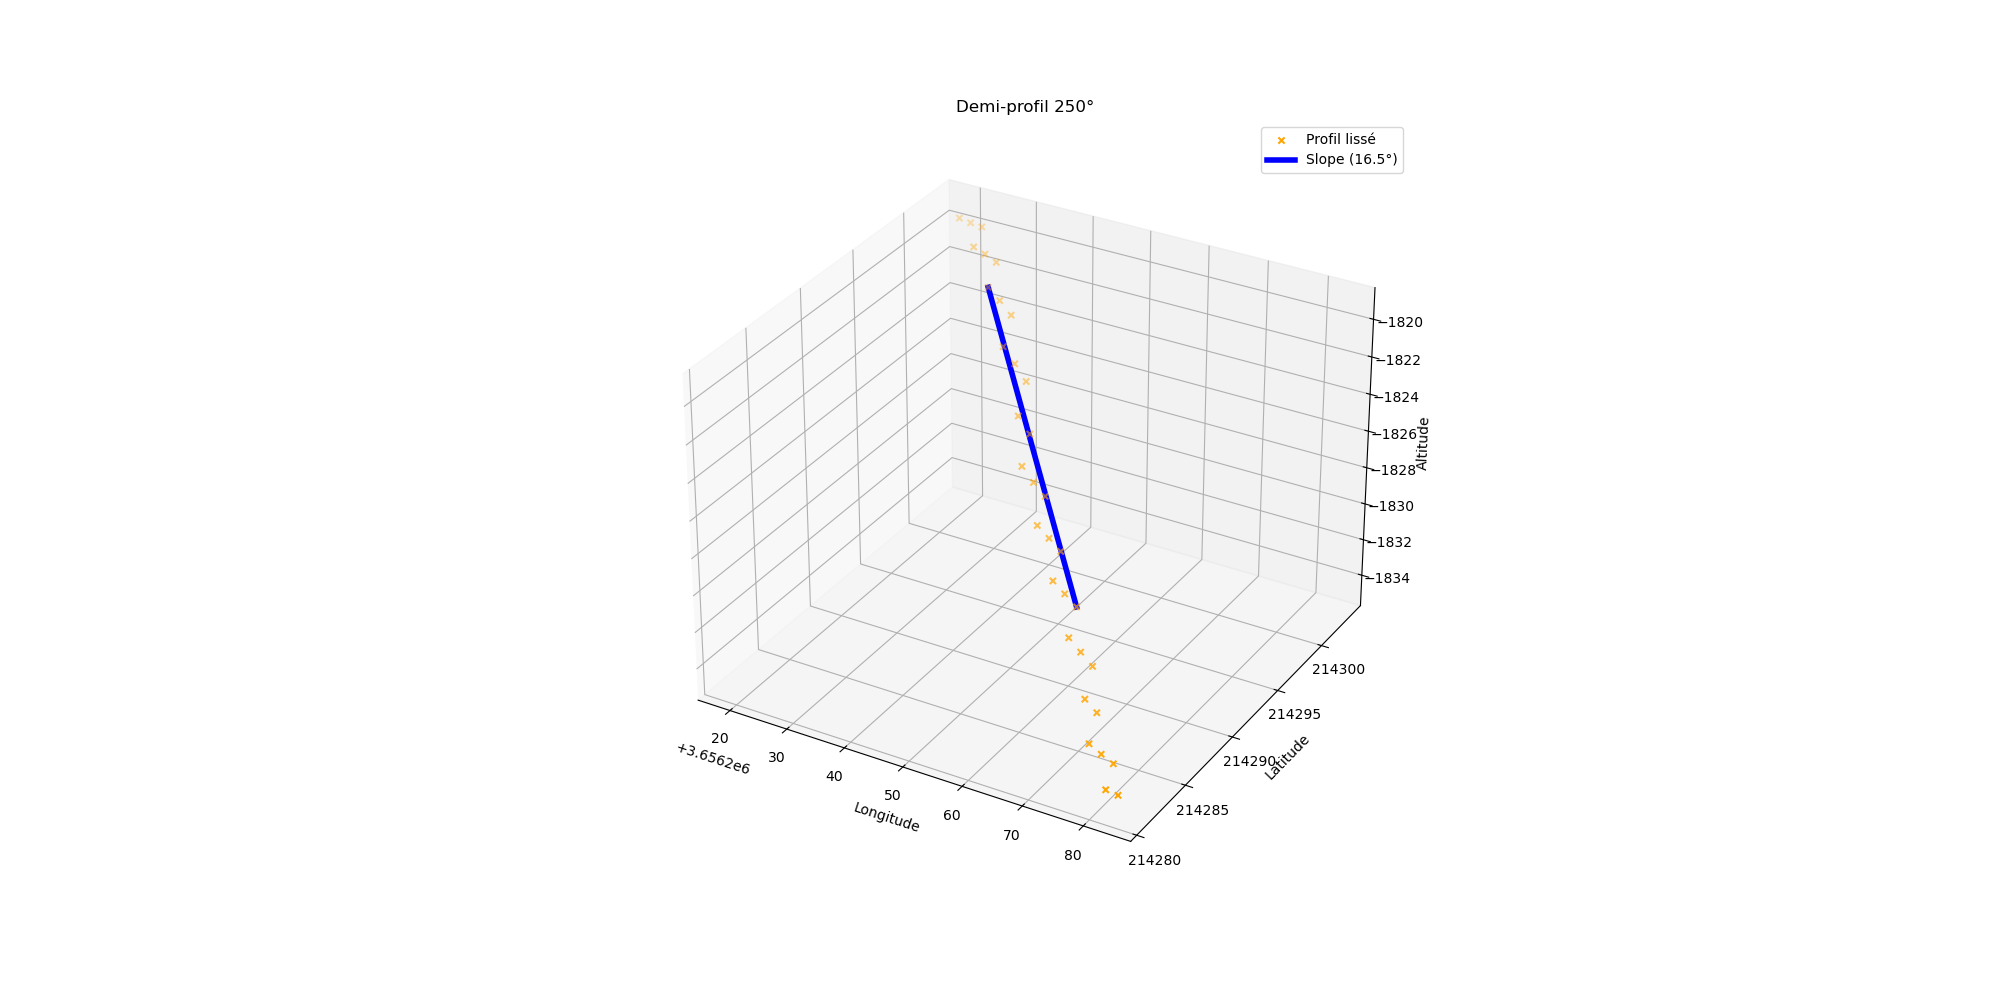 Demi-profil 250°
Profil lissé
Slope (16.5°)
−1820
−1822
−1824
−1826
−1828
−1830
−1832
−1834
Altitude
214300
214295
214290
214285
214280
Latitude
20
30
40
50
60
70
80
+3.6562e6
Longitude